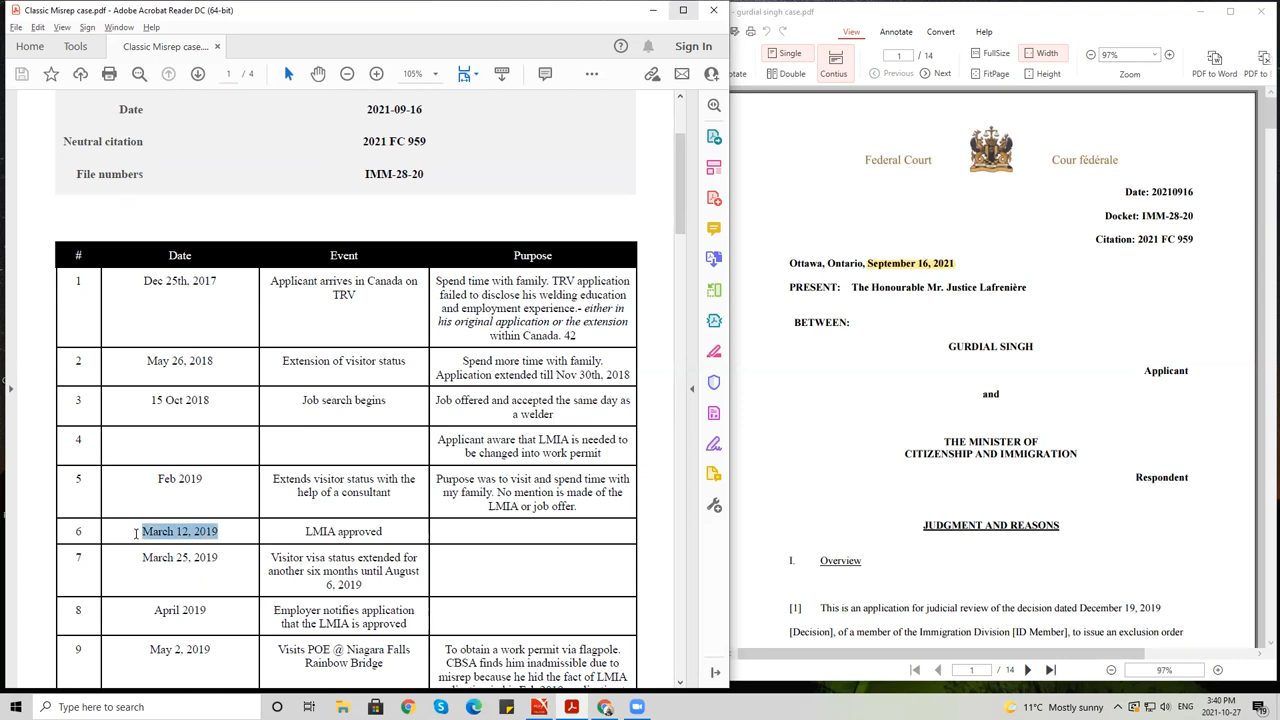 Classic Misrep case.pdf - Adobe Acrobat Reader DC (64-bit)
File Edit View Sign Window Help
Home Tools Classic Misrep case.... × Sign In
1 / 4 105%
Date 2021-09-16
Neutral citation 2021 FC 959
File numbers IMM-28-20
# Date Event Purpose
1 Dec 25th, 2017 Applicant arrives in Canada on Spend time with family. TRV application
TRV failed to disclose his welding education
and employment experience.- either in
his original application or the extension
within Canada. 42
2 May 26, 2018 Extension of visitor status Spend more time with family.
Application extended till Nov 30th, 2018
3 15 Oct 2018 Job search begins Job offered and accepted the same day as
a welder
4 Applicant aware that LMIA is needed to
be changed into work permit
5 Feb 2019 Extends visitor status with the Purpose was to visit and spend time with
help of a consultant my family. No mention is made of the
LMIA or job offer.
6 March 12, 2019 LMIA approved
7 March 25, 2019 Visitor visa status extended for
another six months until August
6, 2019
8 April 2019 Employer notifies application
that the LMIA is approved
9 May 2, 2019 Visits POE @ Niagara Falls To obtain a work permit via flagpole.
Rainbow Bridge CBSA finds him inadmissible due to
misrep because he hid the fact of LMIA
- gurdial singh case.pdf
View Annotate Convert Help
Single 1 / 14 FullSize Width 97%
otate Double Contius Previous Next FitPage Height Zoom PDF to Word PDF to
Federal Court Cour fédérale
Date: 20210916
Docket: IMM-28-20
Citation: 2021 FC 959
Ottawa, Ontario, September 16, 2021
PRESENT: The Honourable Mr. Justice Lafrenière
BETWEEN:
GURDIAL SINGH
Applicant
and
THE MINISTER OF
CITIZENSHIP AND IMMIGRATION
Respondent
JUDGMENT AND REASONS
I. Overview
[1] This is an application for judicial review of the decision dated December 19, 2019
[Decision], of a member of the Immigration Division [ID Member], to issue an exclusion order
1 / 14 97%
Type here to search 11°C Mostly sunny ENG 3:40 PM
2021-10-27 19